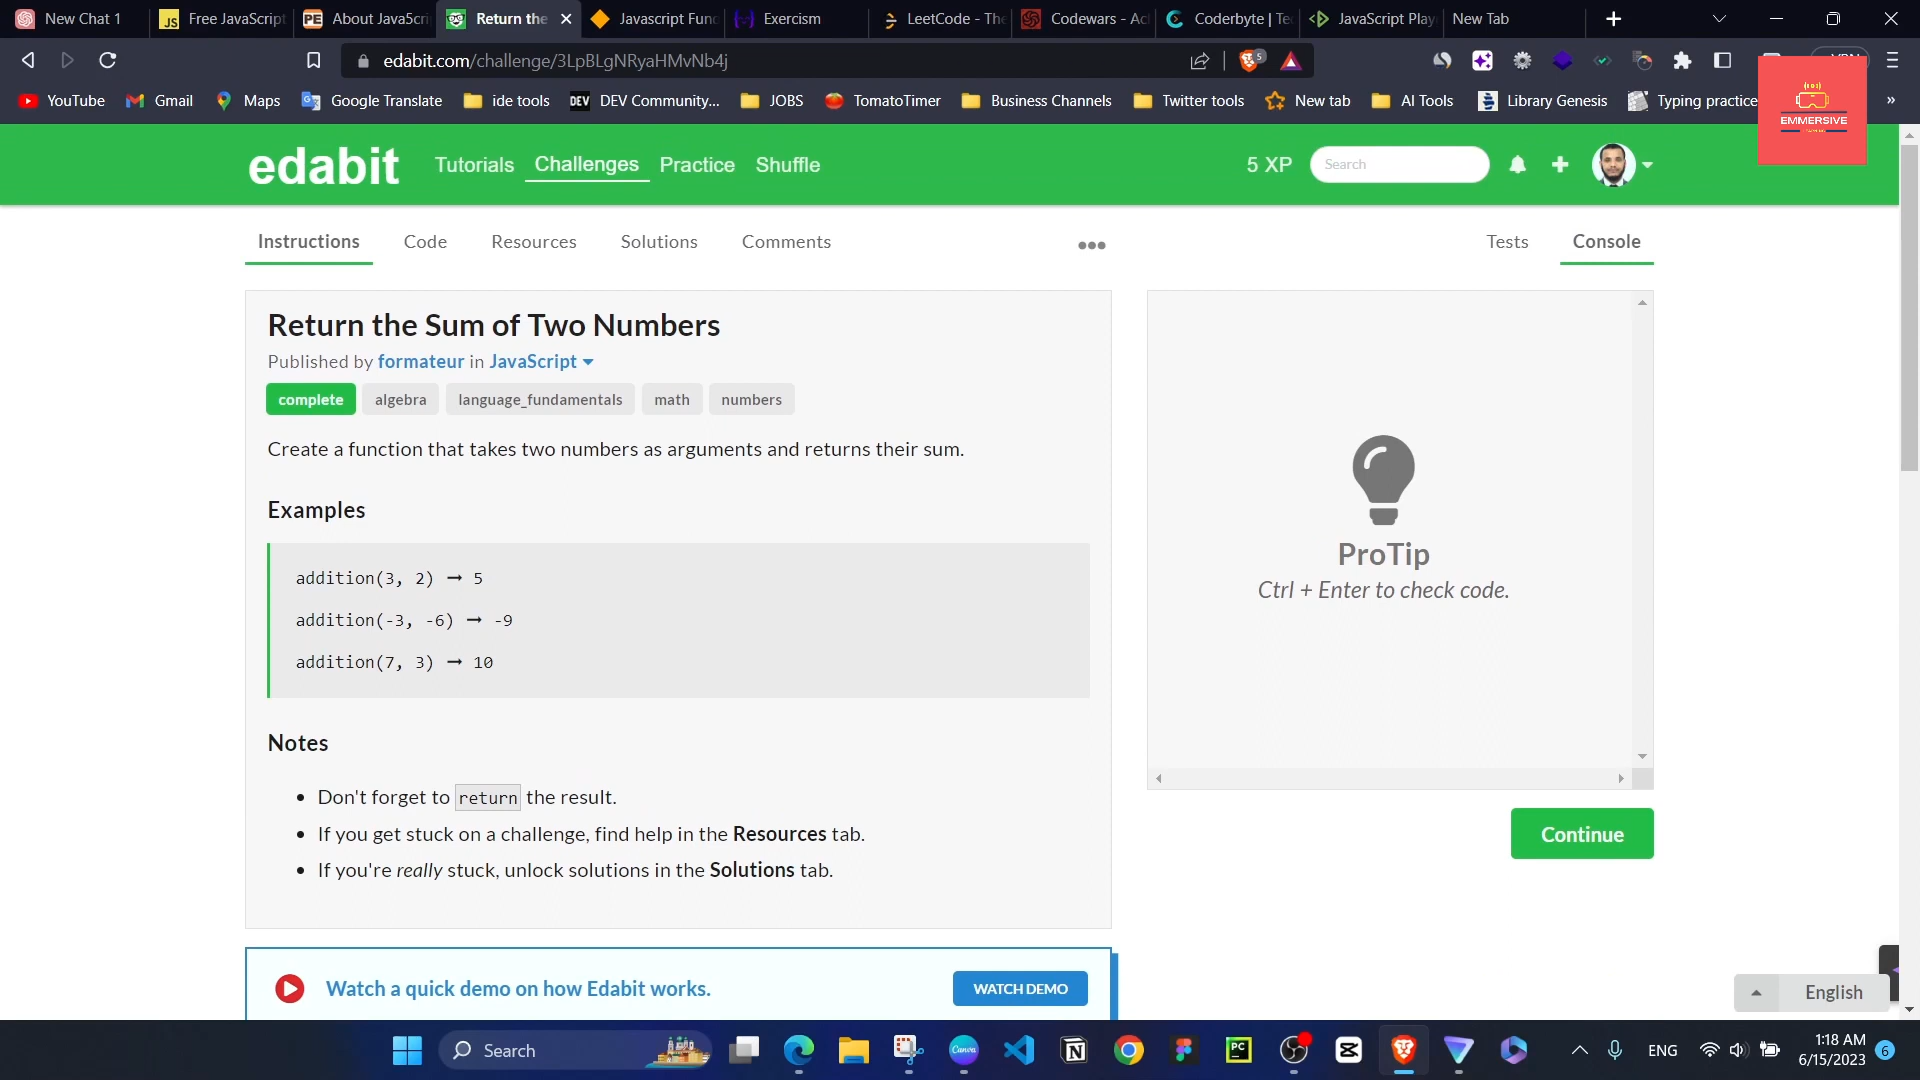 New Chat 1
Free JavaScript
About Java5cri
Return the
Javascript Func
Exercism
LeetCode - The
Codewars - Ac
Coderbyte | Te
JavaScript Play
New Tab
edabit.com/challenge/3LpBLgNRyaHMvNb4j
5
YouTube
Gmail
Maps
Google Translate
ide tools
DEV Community...
JOBS
TomatoTimer
Business Channels
Twitter tools
New tab
AI Tools
Library Genesis
Typing practice
»
EMMERSIVE
edabit
Tutorials
Challenges
Practice
Shuffle
5 XP
Search
Instructions
Code
Resources
Solutions
Comments
Tests
Console
Return the Sum of Two Numbers
Published by formateur in JavaScript
complete
algebra
language_fundamentals
math
numbers
Create a function that takes two numbers as arguments and returns their sum.
Examples
addition(3, 2) ➞ 5
addition(-3, -6) ➞ -9
addition(7, 3) ➞ 10
ProTip
Ctrl + Enter to check code.
Notes
• Don't forget to return the result.
• If you get stuck on a challenge, find help in the Resources tab.
• If you're really stuck, unlock solutions in the Solutions tab.
Continue
Watch a quick demo on how Edabit works.
WATCH DEMO
English
Search
ENG
1:18 AM
6/15/2023
6